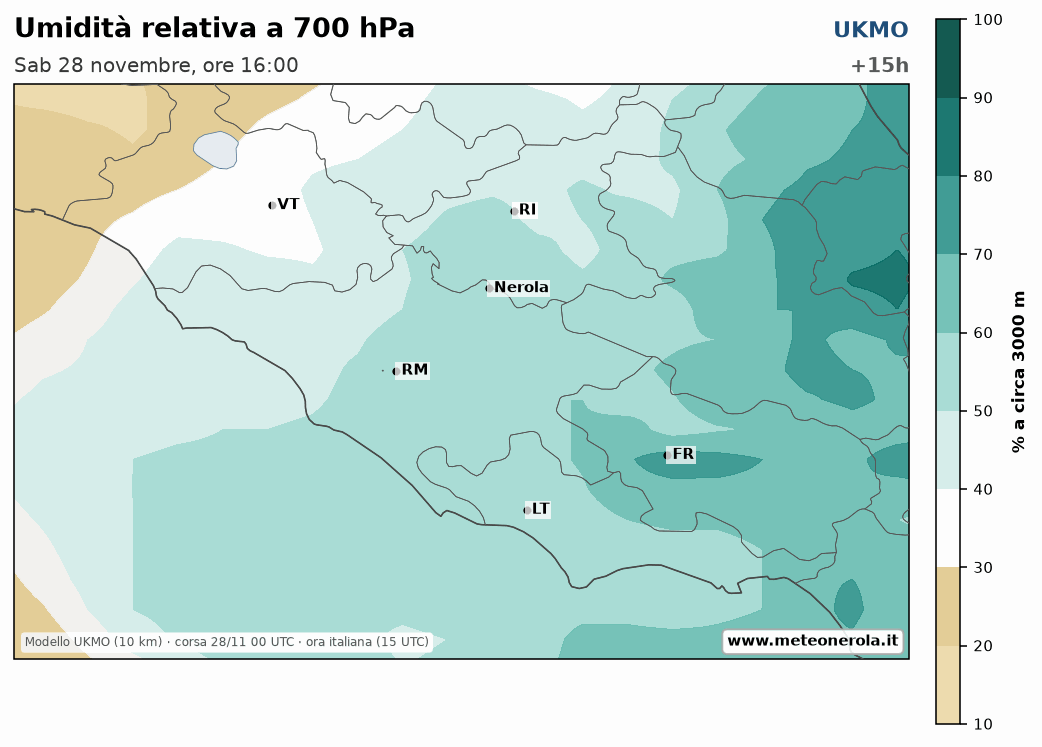 Umidità relativa a 700 hPa
UKMO
Sab 28 novembre, ore 16:00
+15h
100
90
80
70
60
50
40
30
20
10
% a circa 3000 m
VT
RI
Nerola
RM
FR
LT
Modello UKMO (10 km) · corsa 28/11 00 UTC · ora italiana (15 UTC)
www.meteonerola.it